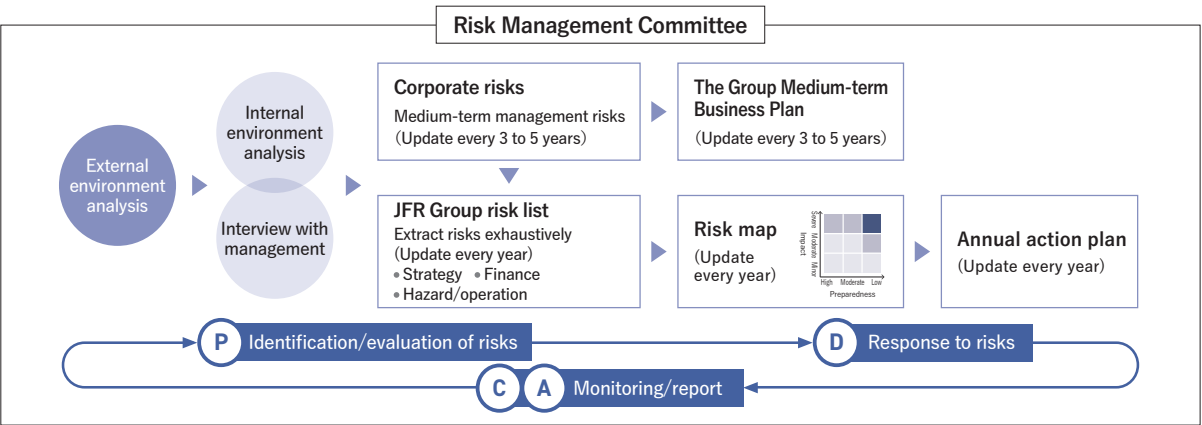 Risk Management Committee
External
environment
analysis
Internal
environment
analysis
Interview with
management
Corporate risks
Medium-term management risks
(Update every 3 to 5 years)
The Group Medium-term
Business Plan
(Update every 3 to 5 years)
JFR Group risk list
Extract risks exhaustively
(Update every year)
● Strategy ● Finance
● Hazard/operation
Risk map
(Update
every year)
Impact
Severe Moderate Minor
High Moderate Low
Preparedness
Annual action plan
(Update every year)
P Identification/evaluation of risks
D Response to risks
C A Monitoring/report